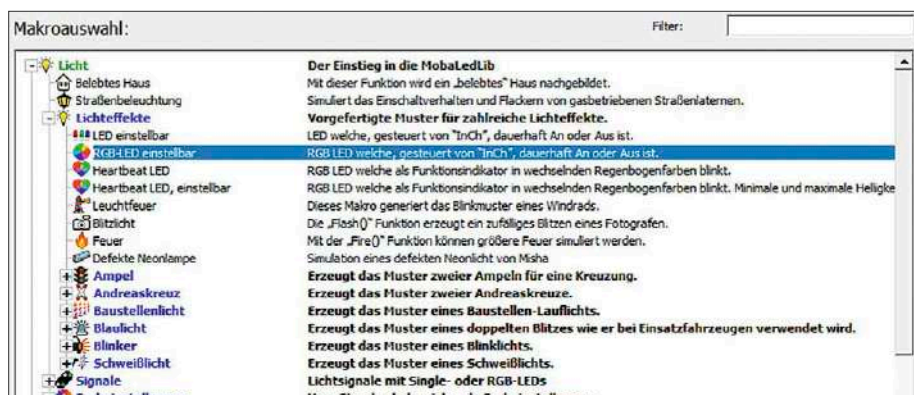 Makroauswahl: Filter:
Licht Der Einstieg in die MobaLedLib
Belebtes Haus Mit dieser Funktion wird ein „belebtes" Haus nachgebildet.
Straßenbeleuchtung Simuliert das Einschaltverhalten und Flackern von gasbetriebenen Straßenlaternen.
Lichteffekte Vorgefertigte Muster für zahlreiche Lichteffekte.
LED einstellbar LED welche, gesteuert von "InCh", dauerhaft An oder Aus ist.
RGB-LED einstellbar RGB LED welche, gesteuert von "InCh", dauerhaft An oder Aus ist.
Heartbeat LED RGB LED welche als Funktionsindikator in wechselnden Regenbogenfarben blinkt.
Heartbeat LED, einstellbar RGB LED welche als Funktionsindikator in wechselnden Regenbogenfarben blinkt. Minimale und maximale Helligke
Leuchtfeuer Dieses Makro generiert das Blinkmuster eines Windrads.
Blitzlicht Die „Flash()" Funktion erzeugt ein zufälliges Blitzen eines Fotografen.
Feuer Mit der „Fire()" Funktion können größere Feuer simuliert werden.
Defekte Neonlampe Simulation eines defekten Neonlicht von Misha
Ampel Erzeugt das Muster zweier Ampeln für eine Kreuzung.
Andreaskreuz Erzeugt das Muster zweier Andreaskreuze.
Baustellenlicht Erzeugt das Muster eines Baustellen-Lauflichts.
Blaulicht Erzeugt das Muster eines doppelten Blitzes wie er bei Einsatzfahrzeugen verwendet wird.
Blinker Erzeugt das Muster eines Blinklichts.
Schweißlicht Erzeugt das Muster eines Schweißlichts.
Signale Lichtsignale mit Single- oder RGB-LEDs